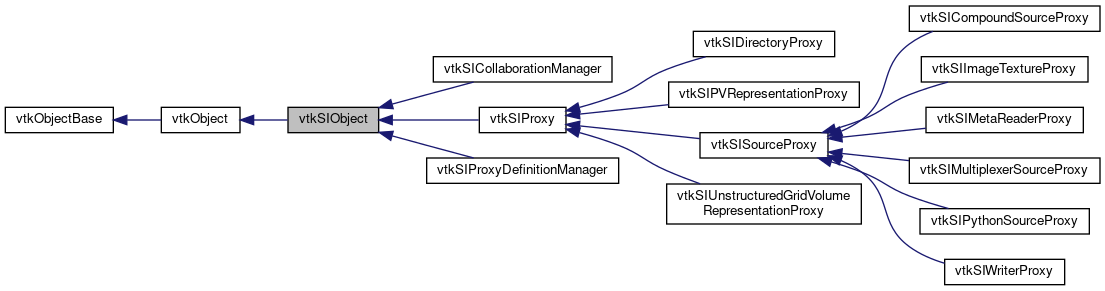 vtkObjectBase
vtkObject
vtkSIObject
vtkSICollaborationManager
vtkSIProxy
vtkSIProxyDefinitionManager
vtkSIDirectoryProxy
vtkSIPVRepresentationProxy
vtkSISourceProxy
vtkSIUnstructuredGridVolume
RepresentationProxy
vtkSICompoundSourceProxy
vtkSIImageTextureProxy
vtkSIMetaReaderProxy
vtkSIMultiplexerSourceProxy
vtkSIPythonSourceProxy
vtkSIWriterProxy